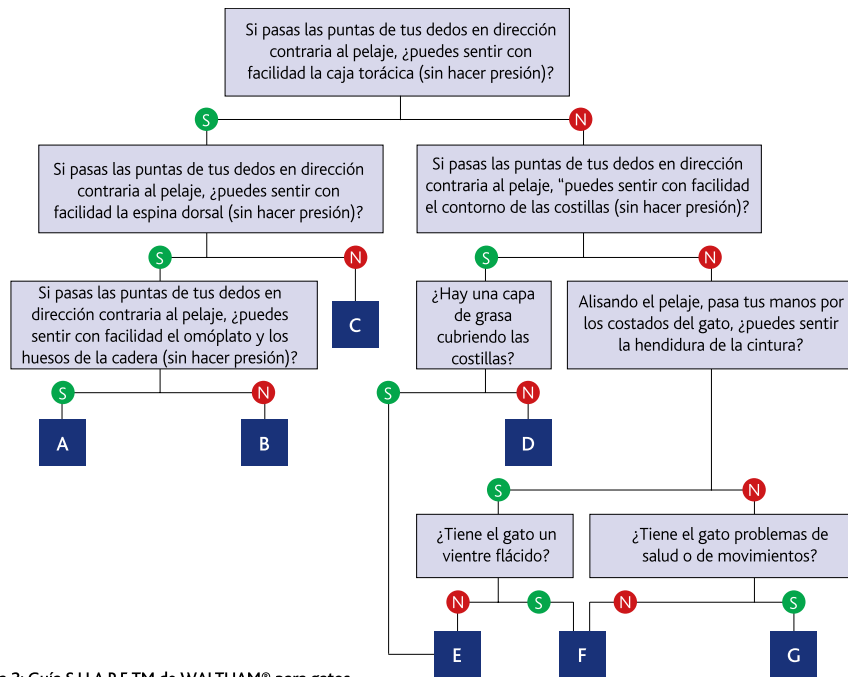 Si pasas las puntas de tus dedos en dirección
contraria al pelaje, ¿puedes sentir con
facilidad la caja torácica (sin hacer presión)?
S
N
Si pasas las puntas de tus dedos en dirección
contraria al pelaje, ¿puedes sentir con
facilidad la espina dorsal (sin hacer presión)?
Si pasas las puntas de tus dedos en dirección
contraria al pelaje, “puedes sentir con facilidad
el contorno de las costillas (sin hacer presión)?
S
N
S
N
Si pasas las puntas de tus dedos en
dirección contraria al pelaje, ¿puedes
sentir con facilidad el omóplato y los
huesos de la cadera (sin hacer presión)?
C
¿Hay una capa
de grasa
cubriendo las
costillas?
Alisando el pelaje, pasa tus manos por
los costados del gato, ¿puedes sentir
la hendidura de la cintura?
S
N
S
N
A
B
D
S
N
¿Tiene el gato un
vientre flácido?
¿Tiene el gato problemas de
salud o de movimientos?
N
S
N
S
E
F
G
2: Guía S.H.A.P.E.TM de WALTHAM® para gatos